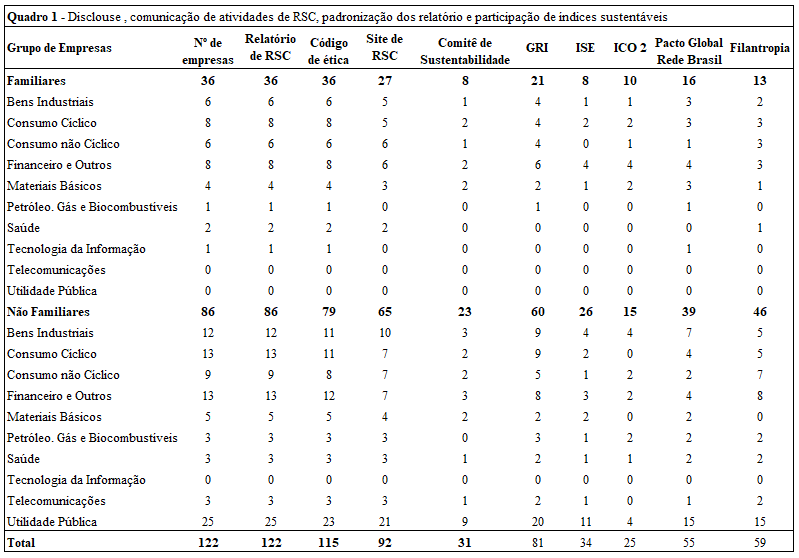 Quadro 1 - Disclouse , comunicação de atividades de RSC, padronização dos relatório e participação de índices sustentáveis
Grupo de Empresas Nº de empresas Relatório de RSC Código de ética Site de RSC Comitê de Sustentabilidade GRI ISE ICO 2 Pacto Global Rede Brasil Filantropia
Familiares 36 36 36 27 8 21 8 10 16 13
Bens Industriais 6 6 6 5 1 4 1 1 3 2
Consumo Cíclico 8 8 8 5 2 4 2 2 3 3
Consumo não Cíclico 6 6 6 6 1 4 0 1 1 3
Financeiro e Outros 8 8 8 6 2 6 4 4 4 3
Materiais Básicos 4 4 4 3 2 2 1 2 3 1
Petróleo. Gás e Biocombustíveis 1 1 1 0 0 1 0 0 1 0
Saúde 2 2 2 2 0 0 0 0 0 1
Tecnologia da Informação 1 1 1 0 0 0 0 0 1 0
Telecomunicações 0 0 0 0 0 0 0 0 0 0
Utilidade Pública 0 0 0 0 0 0 0 0 0 0
Não Familiares 86 86 79 65 23 60 26 15 39 46
Bens Industriais 12 12 11 10 3 9 4 4 7 5
Consumo Cíclico 13 13 11 7 2 9 2 0 4 5
Consumo não Cíclico 9 9 8 7 2 5 1 2 2 7
Financeiro e Outros 13 13 12 7 3 8 3 2 4 8
Materiais Básicos 5 5 5 4 2 2 2 0 2 0
Petróleo. Gás e Biocombustíveis 3 3 3 3 0 3 1 2 2 2
Saúde 3 3 3 3 1 2 1 1 2 2
Tecnologia da Informação 0 0 0 0 0 0 0 0 0 0
Telecomunicações 3 3 3 3 1 2 1 0 1 2
Utilidade Pública 25 25 23 21 9 20 11 4 15 15
Total 122 122 115 92 31 81 34 25 55 59